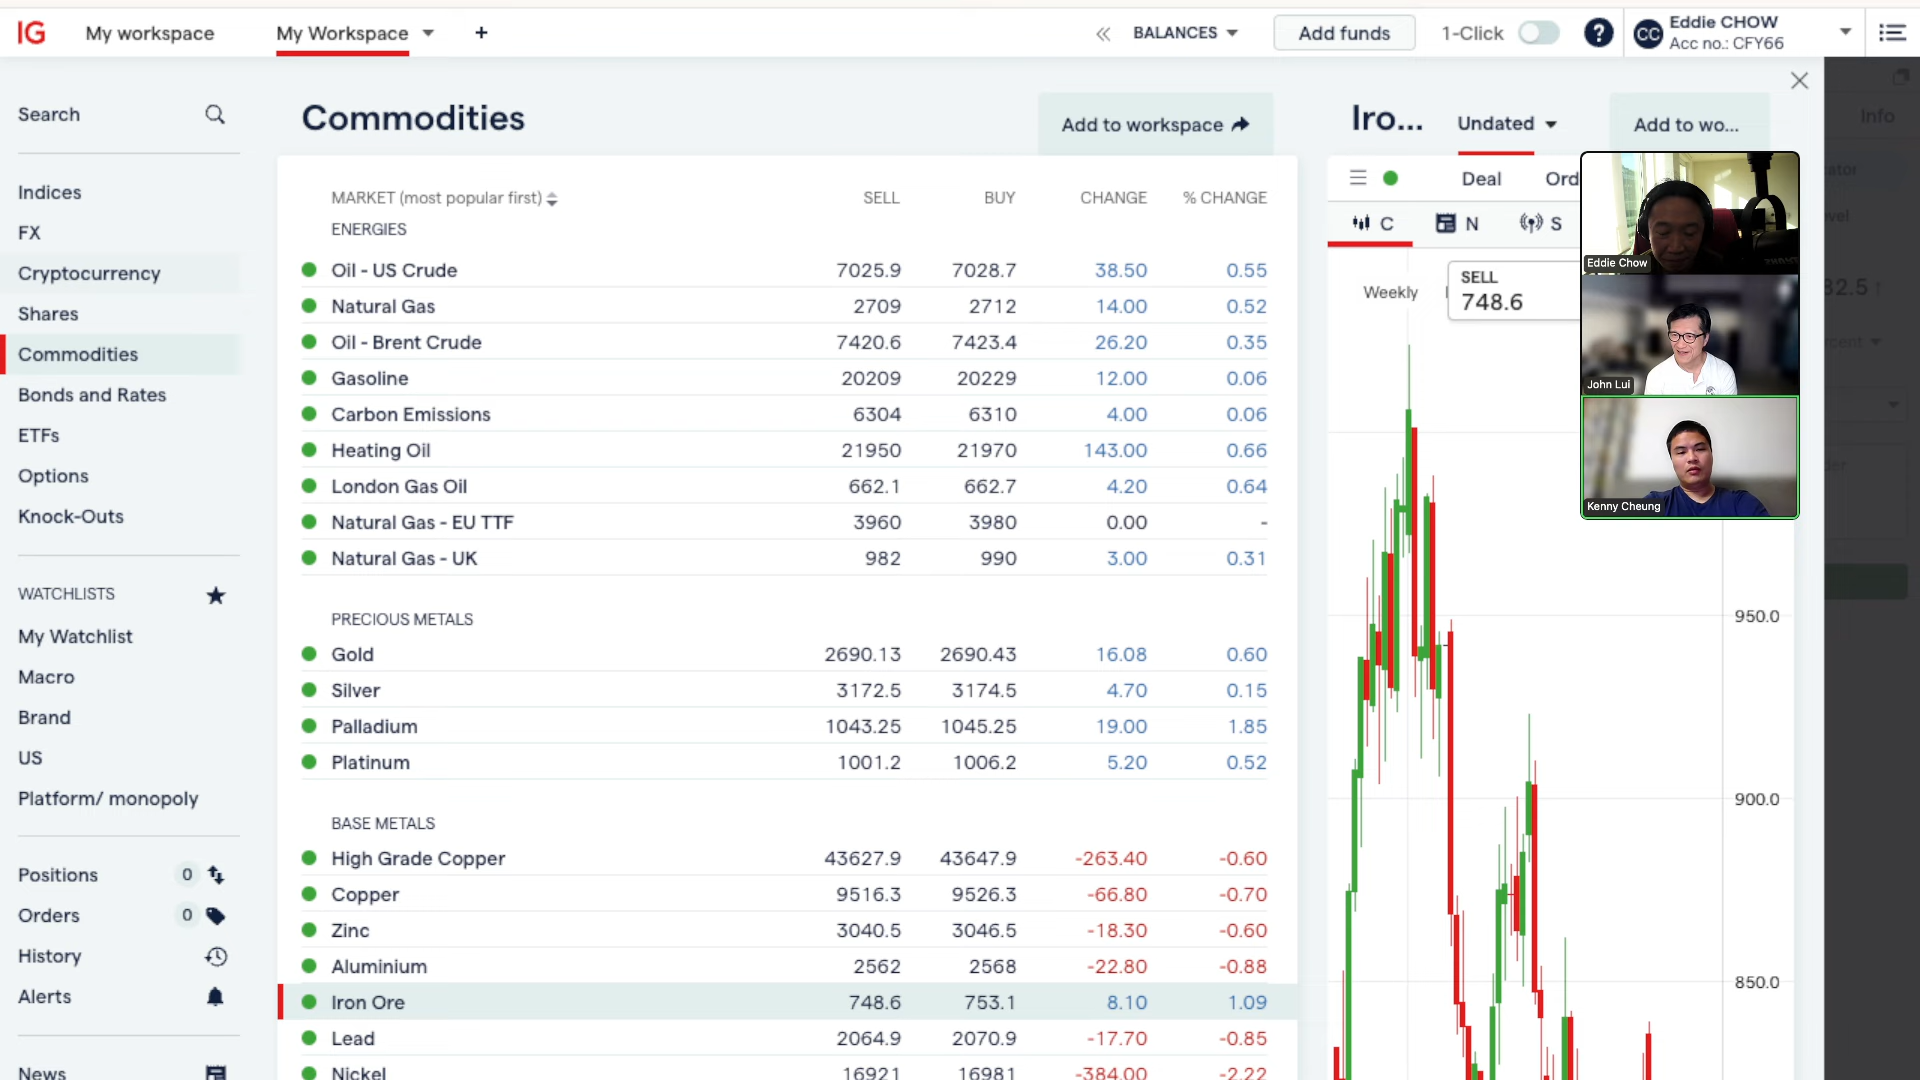 IG My workspace My Workspace + BALANCES Add funds 1-Click ? CC Eddie CHOW
Acc no.: CFY66
Search
Indices
FX
Cryptocurrency
Shares
Commodities
Bonds and Rates
ETFs
Options
Knock-Outs
WATCHLISTS
My Watchlist
Macro
Brand
US
Platform/ monopoly
Positions 0
Orders 0
History
Alerts
News
Commodities Add to workspace
MARKET (most popular first) SELL BUY CHANGE % CHANGE
ENERGIES
Oil - US Crude 7025.9 7028.7 38.50 0.55
Natural Gas 2709 2712 14.00 0.52
Oil - Brent Crude 7420.6 7423.4 26.20 0.35
Gasoline 20209 20229 12.00 0.06
Carbon Emissions 6304 6310 4.00 0.06
Heating Oil 21950 21970 143.00 0.66
London Gas Oil 662.1 662.7 4.20 0.64
Natural Gas - EU TTF 3960 3980 0.00 -
Natural Gas - UK 982 990 3.00 0.31
PRECIOUS METALS
Gold 2690.13 2690.43 16.08 0.60
Silver 3172.5 3174.5 4.70 0.15
Palladium 1043.25 1045.25 19.00 1.85
Platinum 1001.2 1006.2 5.20 0.52
BASE METALS
High Grade Copper 43627.9 43647.9 -263.40 -0.60
Copper 9516.3 9526.3 -66.80 -0.70
Zinc 3040.5 3046.5 -18.30 -0.60
Aluminium 2562 2568 -22.80 -0.88
Iron Ore 748.6 753.1 8.10 1.09
Lead 2064.9 2070.9 -17.70 -0.85
Nickel 16921 16981 -384.00 -2.22
Iro... Undated Add to wo...
Deal Ord
C N S
Weekly
SELL
748.6
Eddie Chow
John Lui
Kenny Cheung
950.0
900.0
850.0
Info